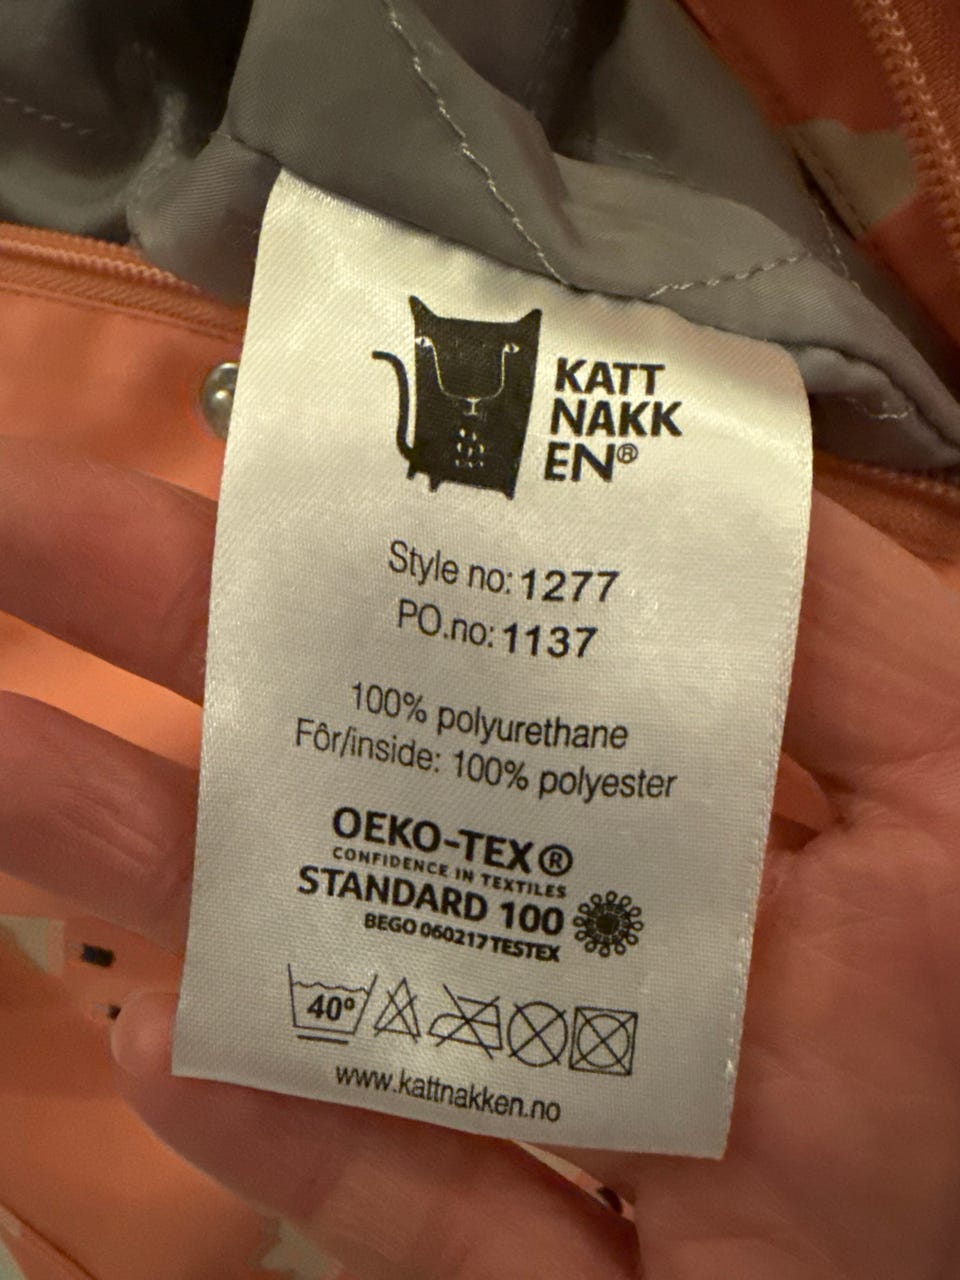 KATT
NAKK
EN®
Style no: 1277
PO.no: 1137
100% polyurethane
Fôr/inside: 100% polyester
OEKO-TEX®
CONFIDENCE IN TEXTILES
STANDARD 100
BEGO 060217 TESTEX
40°
www.kattnakken.no